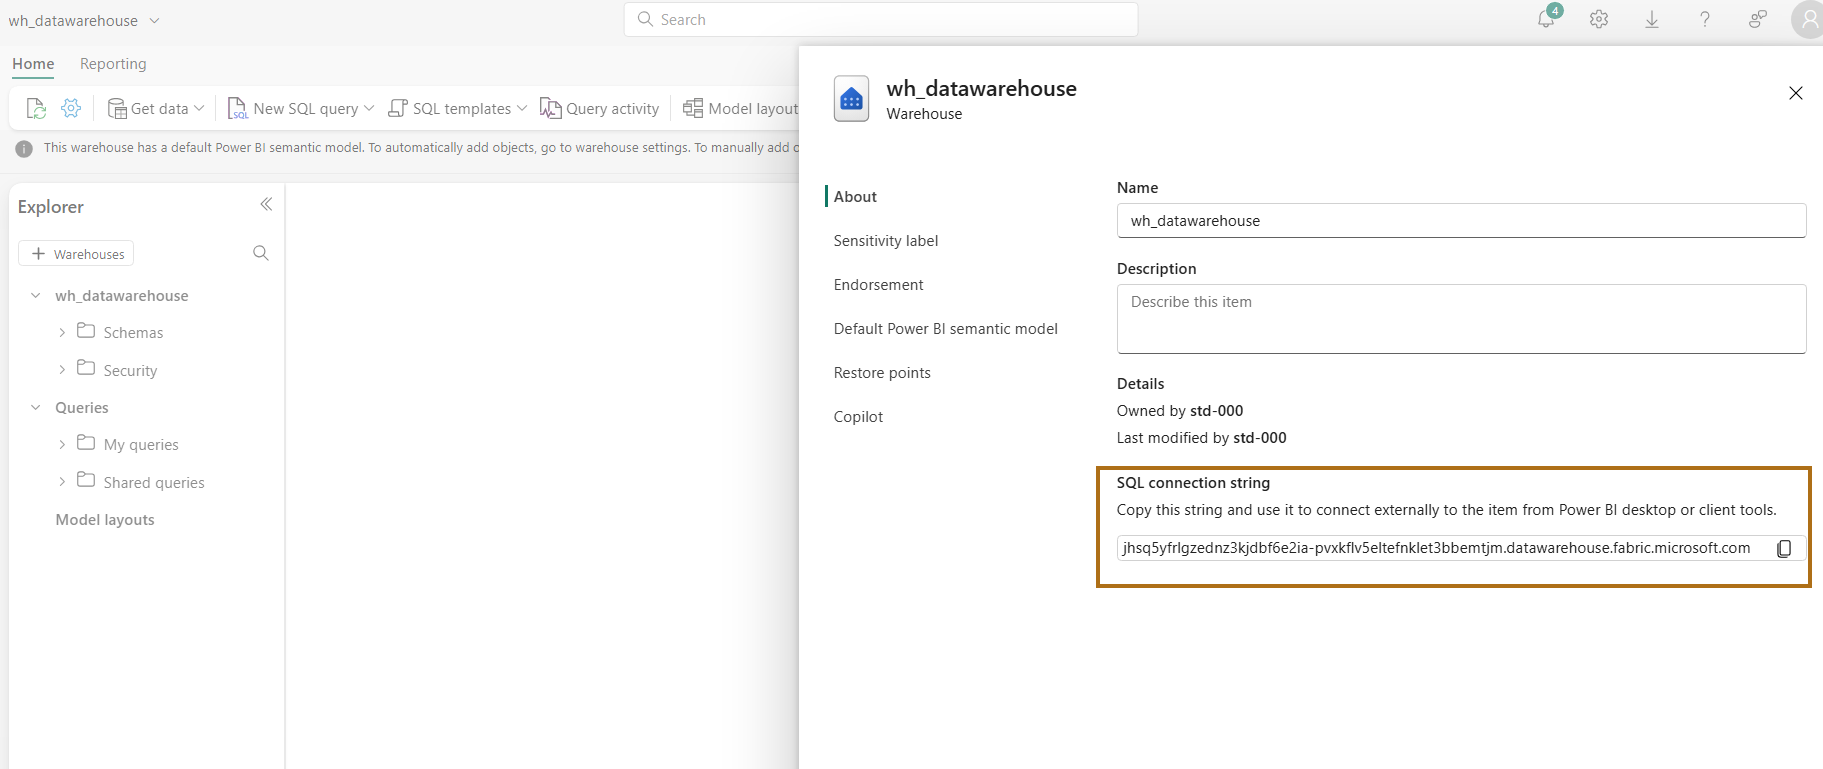 wh_datawarehouse
Search
4
Home
Reporting
Get data
SQL
New SQL query
SQL templates
Query activity
Model layout
This warehouse has a default Power BI semantic model. To automatically add objects, go to warehouse settings. To manually add o
Explorer
Warehouses
wh_datawarehouse
Schemas
Security
Queries
My queries
Shared queries
Model layouts
wh_datawarehouse
Warehouse
About
Sensitivity label
Endorsement
Default Power BI semantic model
Restore points
Copilot
Name
wh_datawarehouse
Description
Describe this item
Details
Owned by std-000
Last modified by std-000
SQL connection string
Copy this string and use it to connect externally to the item from Power BI desktop or client tools.
jhsq5yfrlgzednz3kjdbf6e2ia-pvxkflv5eltefnklet3bbemtjm.datawarehouse.fabric.microsoft.com